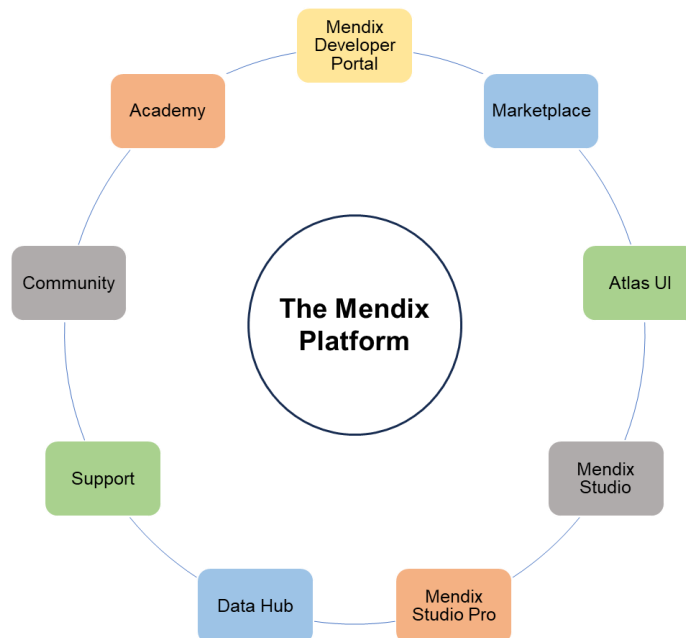 Mendix
Developer
Portal
Academy
Marketplace
Community
Atlas UI
The Mendix
Platform
Support
Mendix
Studio
Data Hub
Mendix
Studio Pro